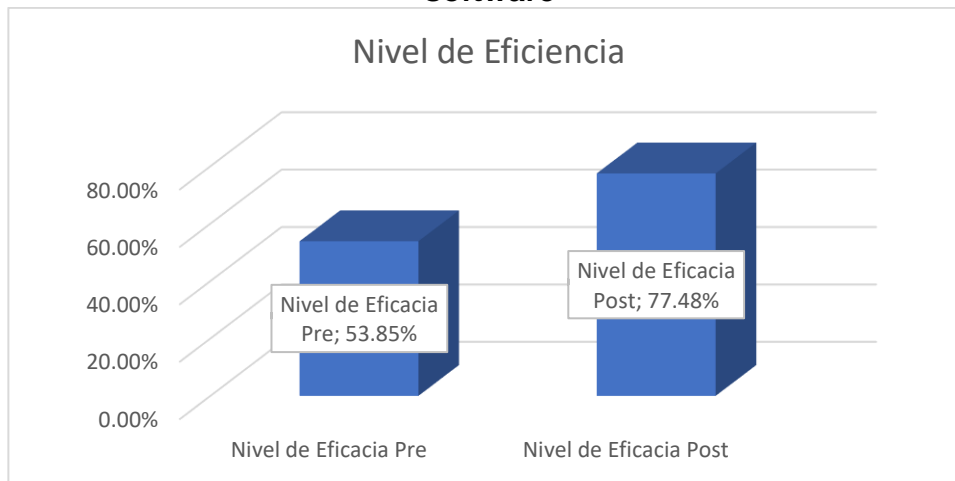 Nivel de Eficiencia
80.00%
60.00%
40.00%
20.00%
0.00%
Nivel de Eficacia
Pre; 53.85%
Nivel de Eficacia
Post; 77.48%
Nivel de Eficacia Pre
Nivel de Eficacia Post